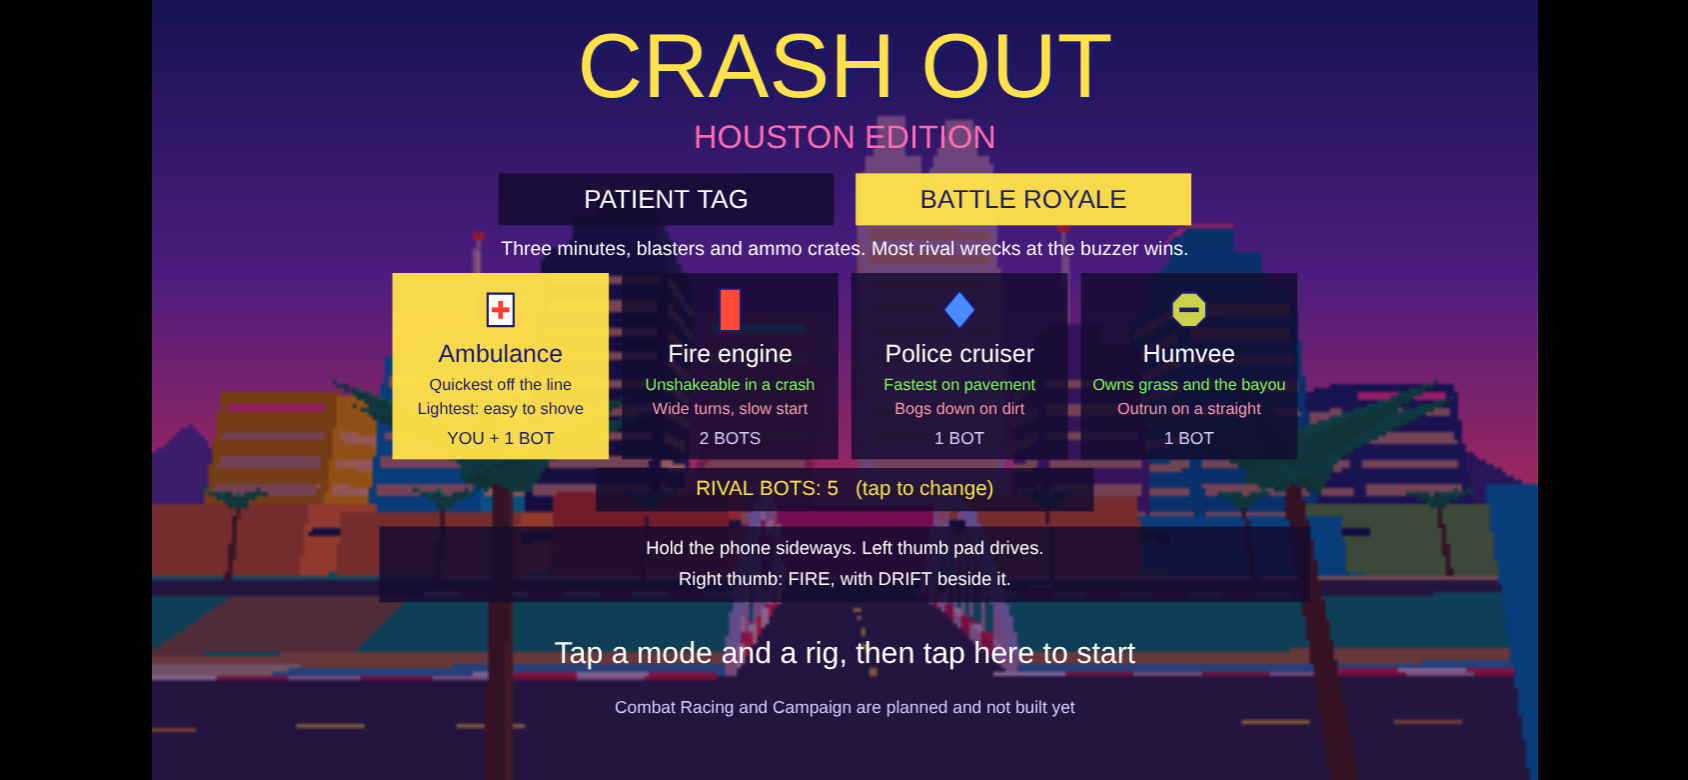 CRASH OUT
HOUSTON EDITION
PATIENT TAG
BATTLE ROYALE
Three minutes, blasters and ammo crates. Most rival wrecks at the buzzer wins.
Ambulance
Quickest off the line
Lightest: easy to shove
YOU + 1 BOT
Fire engine
Unshakeable in a crash
Wide turns, slow start
2 BOTS
Police cruiser
Fastest on pavement
Bogs down on dirt
1 BOT
Humvee
Owns grass and the bayou
Outrun on a straight
1 BOT
RIVAL BOTS: 5 (tap to change)
Hold the phone sideways. Left thumb pad drives.
Right thumb: FIRE, with DRIFT beside it.
Tap a mode and a rig, then tap here to start
Combat Racing and Campaign are planned and not built yet